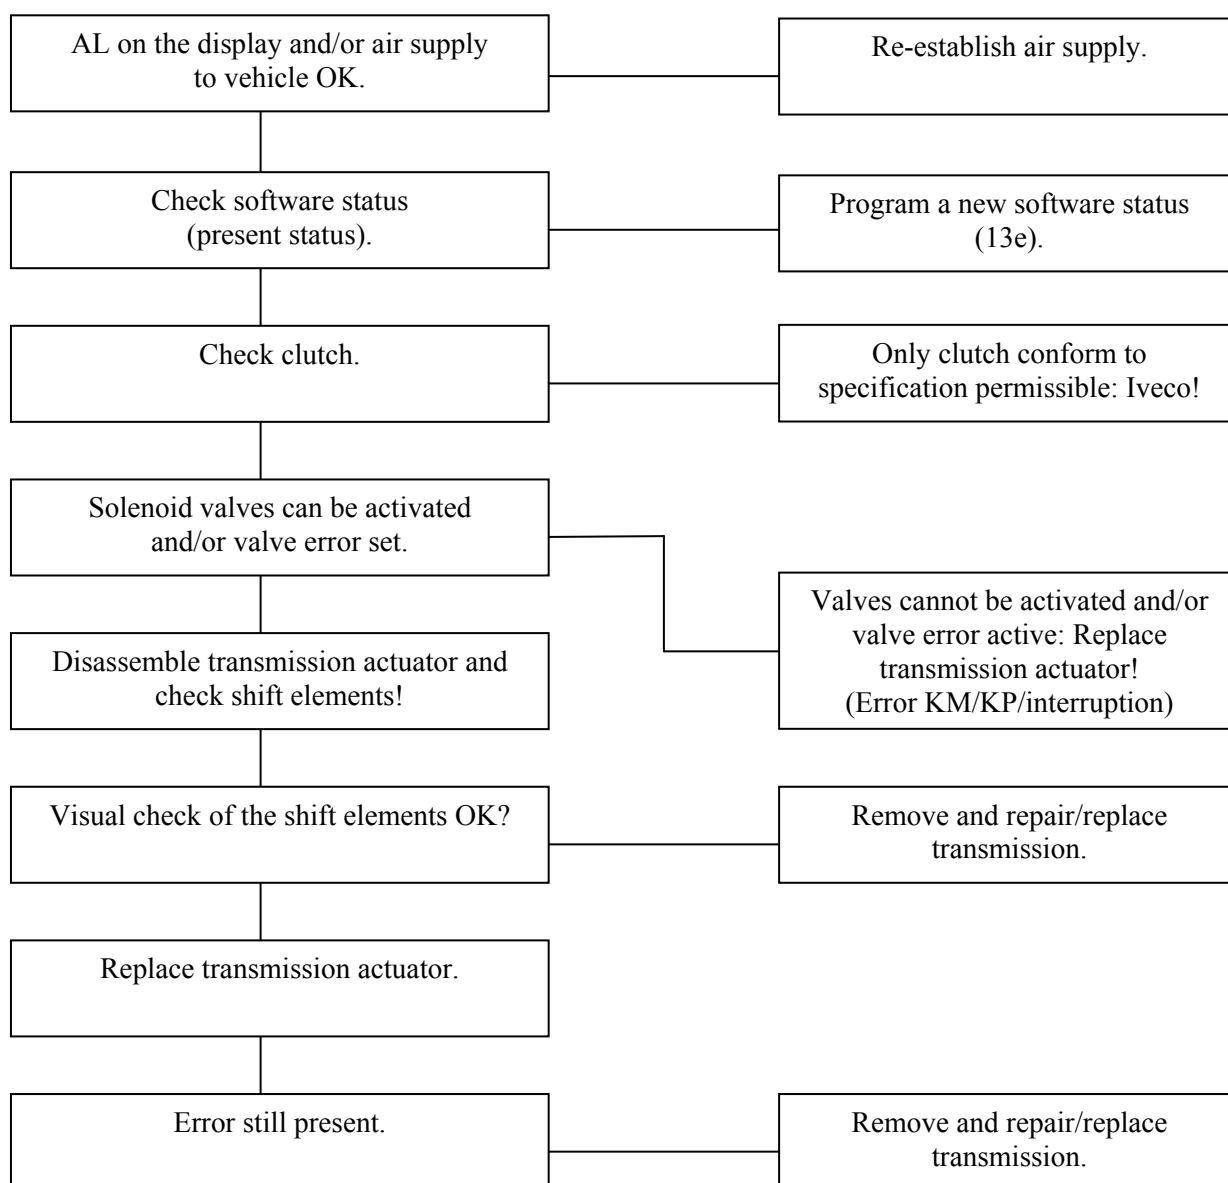 AL on the display and/or air supply
to vehicle OK.
Re-establish air supply.
Check software status
(present status).
Program a new software status
(13e).
Check clutch.
Only clutch conform to
specification permissible: Iveco!
Solenoid valves can be activated
and/or valve error set.
Valves cannot be activated and/or
valve error active: Replace
transmission actuator!
(Error KM/KP/interruption)
Disassemble transmission actuator and
check shift elements!
Visual check of the shift elements OK?
Remove and repair/replace
transmission.
Replace transmission actuator.
Error still present.
Remove and repair/replace
transmission.